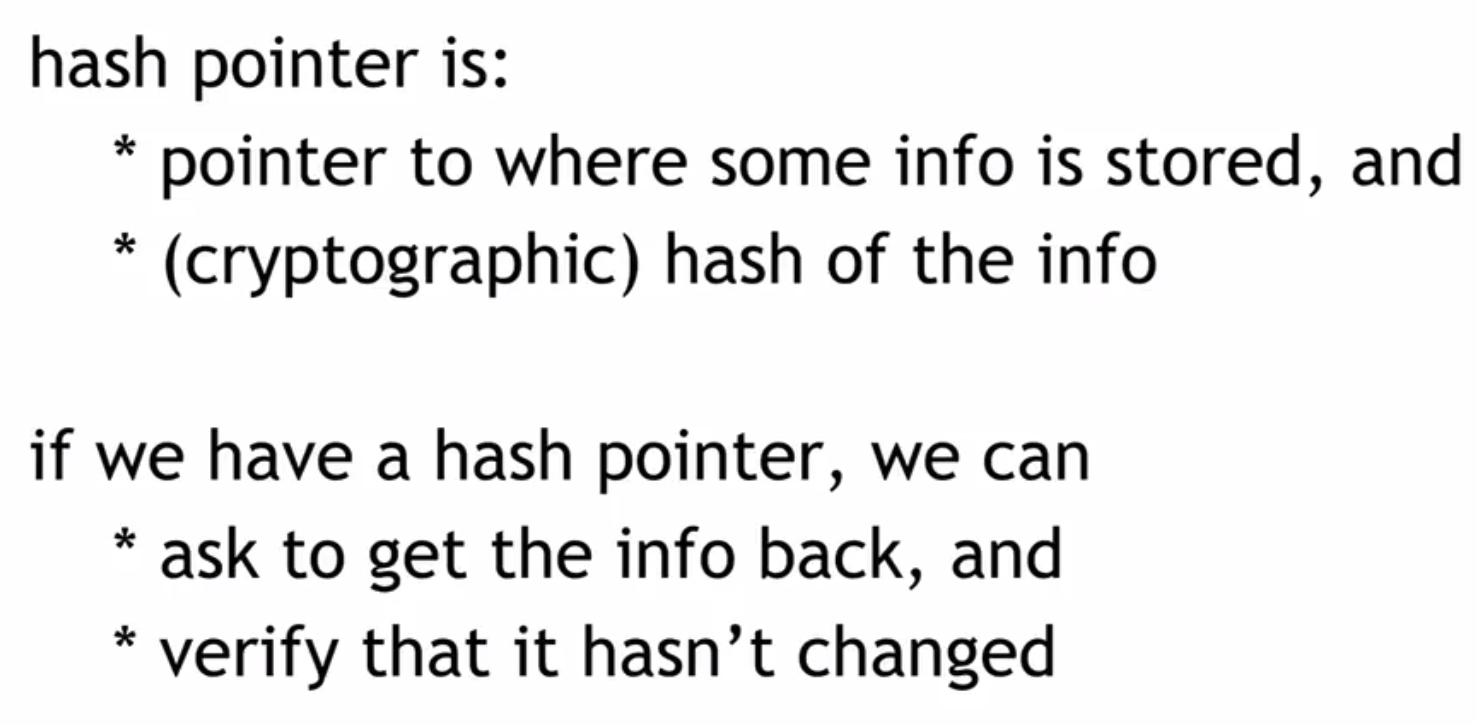 hash pointer is:
* pointer to where some info is stored, and
* (cryptographic) hash of the info
if we have a hash pointer, we can
* ask to get the info back, and
* verify that it hasn’t changed